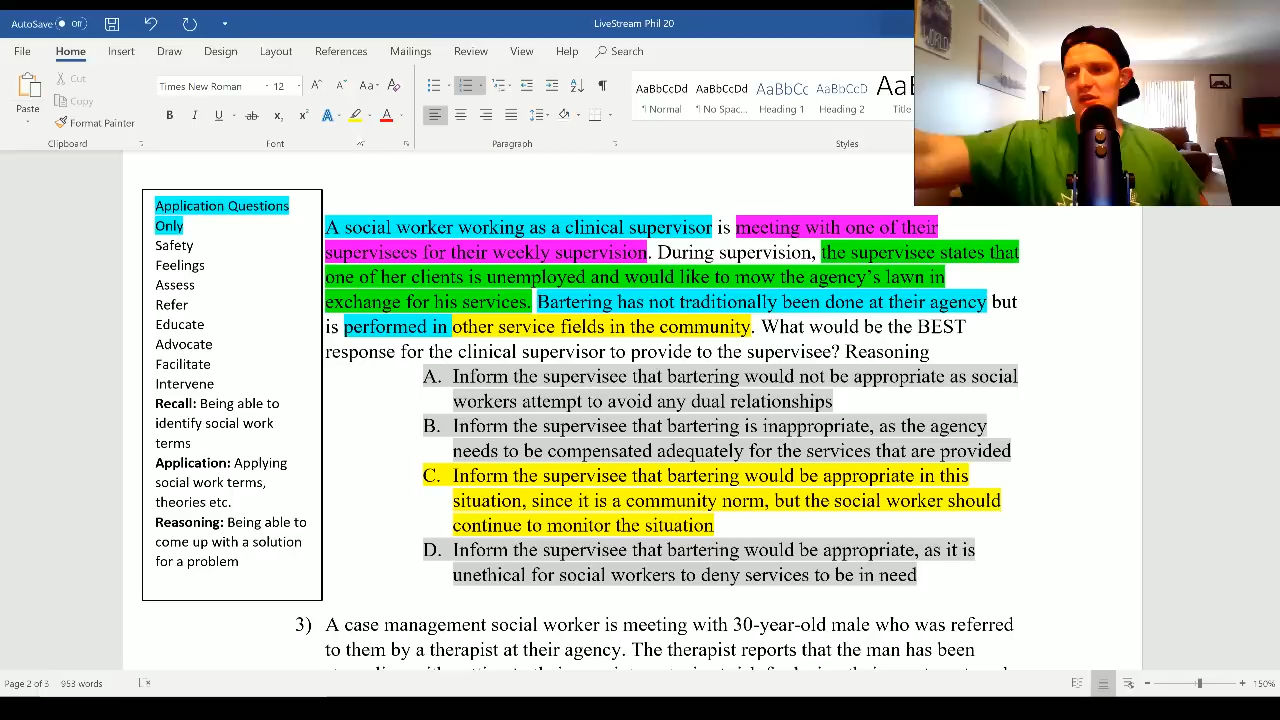 AutoSave Off
LiveStream Phil 20
File Home Insert Draw Design Layout References Mailings Review View Help Search
Paste
Cut
Copy
Format Painter
Times New Roman 12
AaBbCcDd AaBbCcDd AaBbCc AaBbCcD Aa
Normal No Spac... Heading 1 Heading 2 Title
Clipboard Font Paragraph Styles
WORLD
Application Questions
Only
Safety
Feelings
Assess
Refer
Educate
Advocate
Facilitate
Intervene
Recall: Being able to
identify social work
terms
Application: Applying
social work terms,
theories etc.
Reasoning: Being able to
come up with a solution
for a problem
A social worker working as a clinical supervisor is meeting with one of their
supervisees for their weekly supervision. During supervision, the supervisee states that
one of her clients is unemployed and would like to mow the agency's lawn in
exchange for his services. Bartering has not traditionally been done at their agency but
is performed in other service fields in the community. What would be the BEST
response for the clinical supervisor to provide to the supervisee? Reasoning
A. Inform the supervisee that bartering would not be appropriate as social
workers attempt to avoid any dual relationships
B. Inform the supervisee that bartering is inappropriate, as the agency
needs to be compensated adequately for the services that are provided
C. Inform the supervisee that bartering would be appropriate in this
situation, since it is a community norm, but the social worker should
continue to monitor the situation
D. Inform the supervisee that bartering would be appropriate, as it is
unethical for social workers to deny services to be in need
3) A case management social worker is meeting with 30-year-old male who was referred
to them by a therapist at their agency. The therapist reports that the man has been
Page 2 of 3 953 words
150%